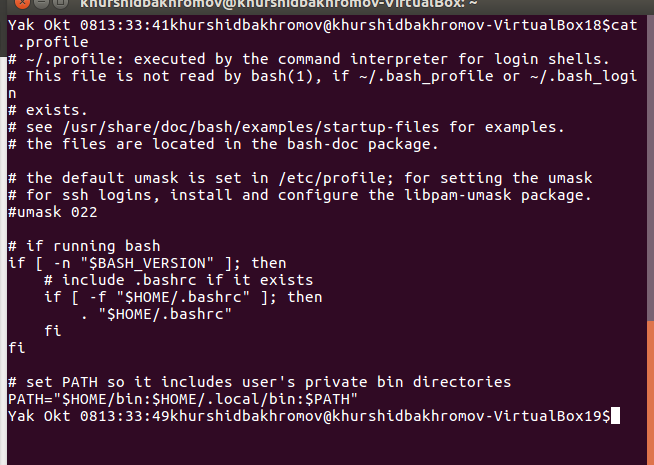 khurshidbakhromov@khurshidbakhromov-VirtualBox: ~
Yak Okt 0813:33:41khurshidbakhromov@khurshidbakhromov-VirtualBox18$cat
 .profile
# ~/.profile: executed by the command interpreter for login shells.
# This file is not read by bash(1), if ~/.bash_profile or ~/.bash_logi
n
# exists.
# see /usr/share/doc/bash/examples/startup-files for examples.
# the files are located in the bash-doc package.

# the default umask is set in /etc/profile; for setting the umask
# for ssh logins, install and configure the libpam-umask package.
#umask 022

# if running bash
if [ -n "$BASH_VERSION" ]; then
    # include .bashrc if it exists
    if [ -f "$HOME/.bashrc" ]; then
        . "$HOME/.bashrc"
    fi
fi

# set PATH so it includes user's private bin directories
PATH="$HOME/bin:$HOME/.local/bin:$PATH"
Yak Okt 0813:33:49khurshidbakhromov@khurshidbakhromov-VirtualBox19$